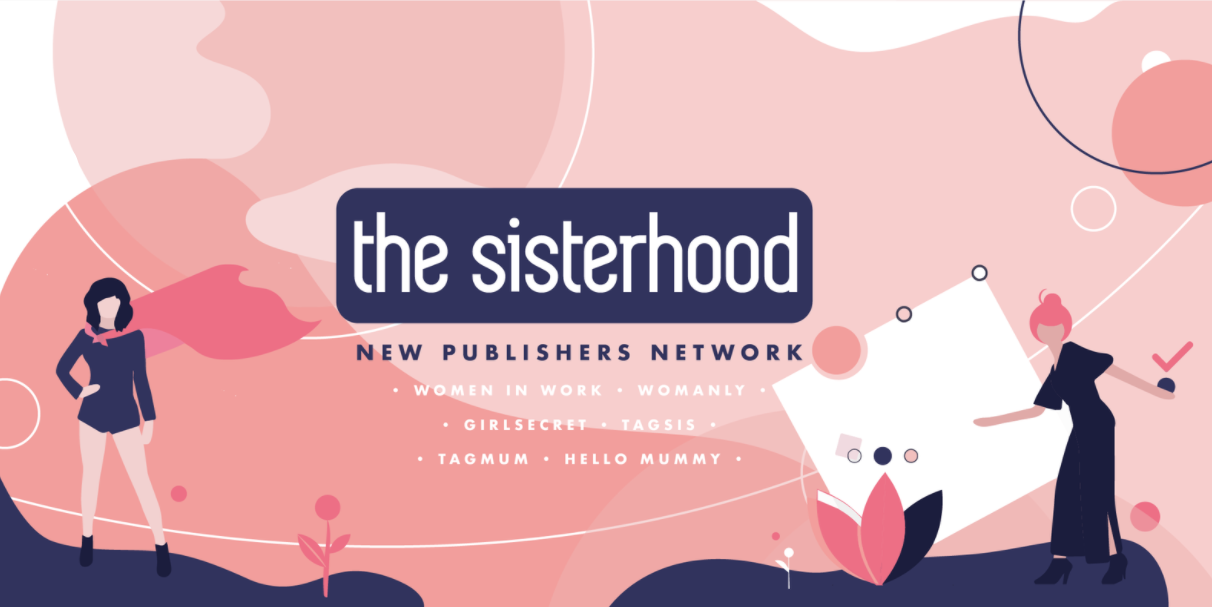 the sisterhood
NEW PUBLISHERS NETWORK
• WOMEN IN WORK • WOMANLY •
• GIRLSECRET • TAGSIS •
• TAGMUM • HELLO MUMMY •